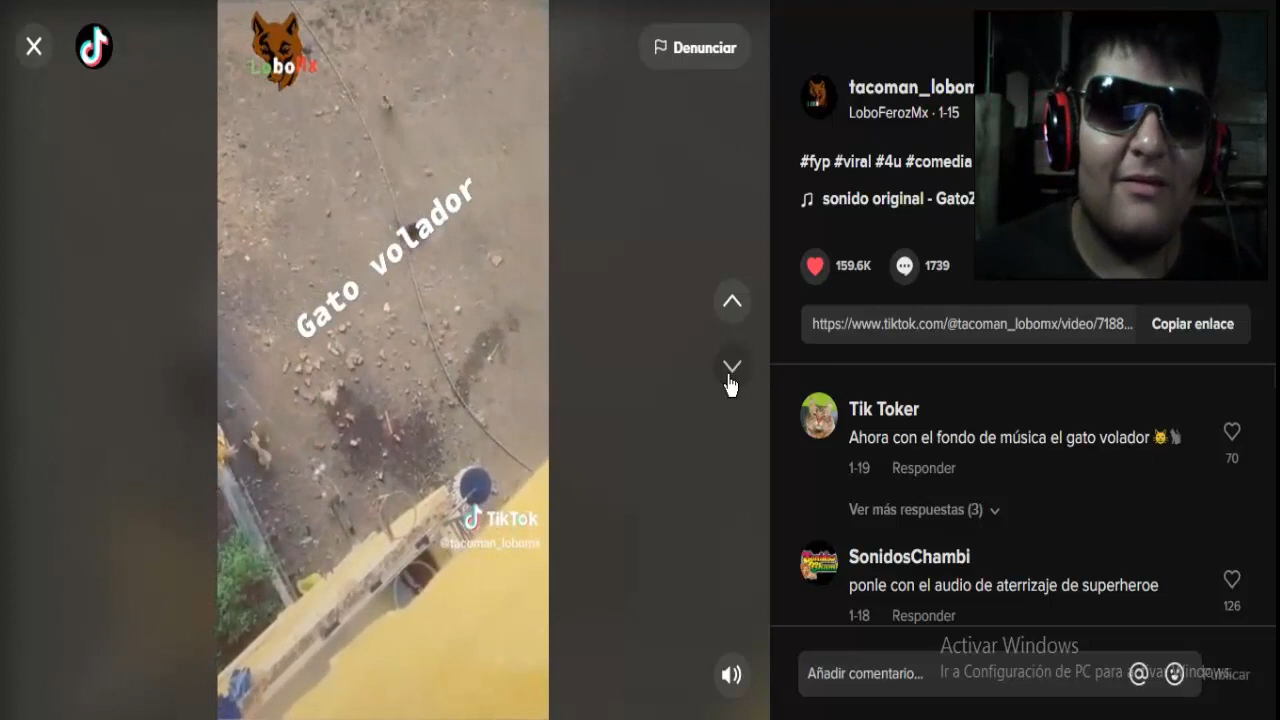 LoboMx
Gato volador
TikTok
@tacoman_lobomx
Denunciar
tacoman_lobom
LoboFerozMx · 1-15
#fyp #viral #4u #comedia
sonido original - Gato
159.6K
1739
https://www.tiktok.com/@tacoman_lobomx/video/7188...
Copiar enlace
Tik Toker
Ahora con el fondo de música el gato volador
1-19 Responder
70
Ver más respuestas (3)
SonidosChambi
ponle con el audio de aterrizaje de superheroe
1-18 Responder
126
Activar Windows
Ir a Configuración de PC para activar Windows.
Añadir comentario...
Publicar